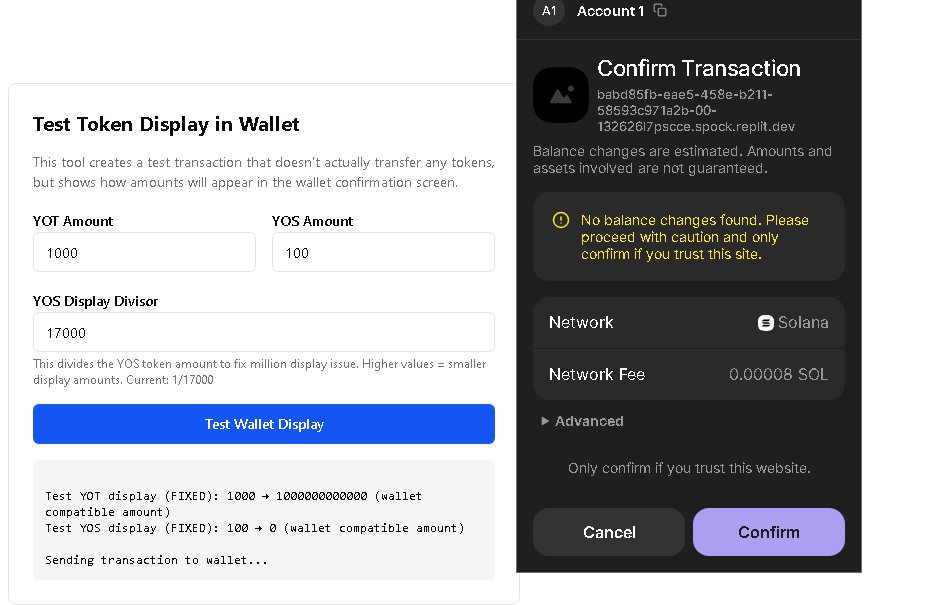 Test Token Display in Wallet
This tool creates a test transaction that doesn't actually transfer any tokens,
but shows how amounts will appear in the wallet confirmation screen.
YOT Amount
YOS Amount
1000
100
YOS Display Divisor
17000
This divides the YOS token amount to fix million display issue. Higher values = smaller
display amounts. Current: 1/17000
Test Wallet Display
Test YOT display (FIXED): 1000 → 1000000000000 (wallet
compatible amount)
Test YOS display (FIXED): 100 → 0 (wallet compatible amount)
Sending transaction to wallet...
A1
Account 1
Confirm Transaction
babd85fb-eae5-458e-b211-
58593c971a2b-00-
132626l7pscce.spock.replit.dev
Balance changes are estimated. Amounts and
assets involved are not guaranteed.
No balance changes found. Please
proceed with caution and only
confirm if you trust this site.
Network
Solana
Network Fee
0.00008 SOL
Advanced
Only confirm if you trust this website.
Cancel
Confirm